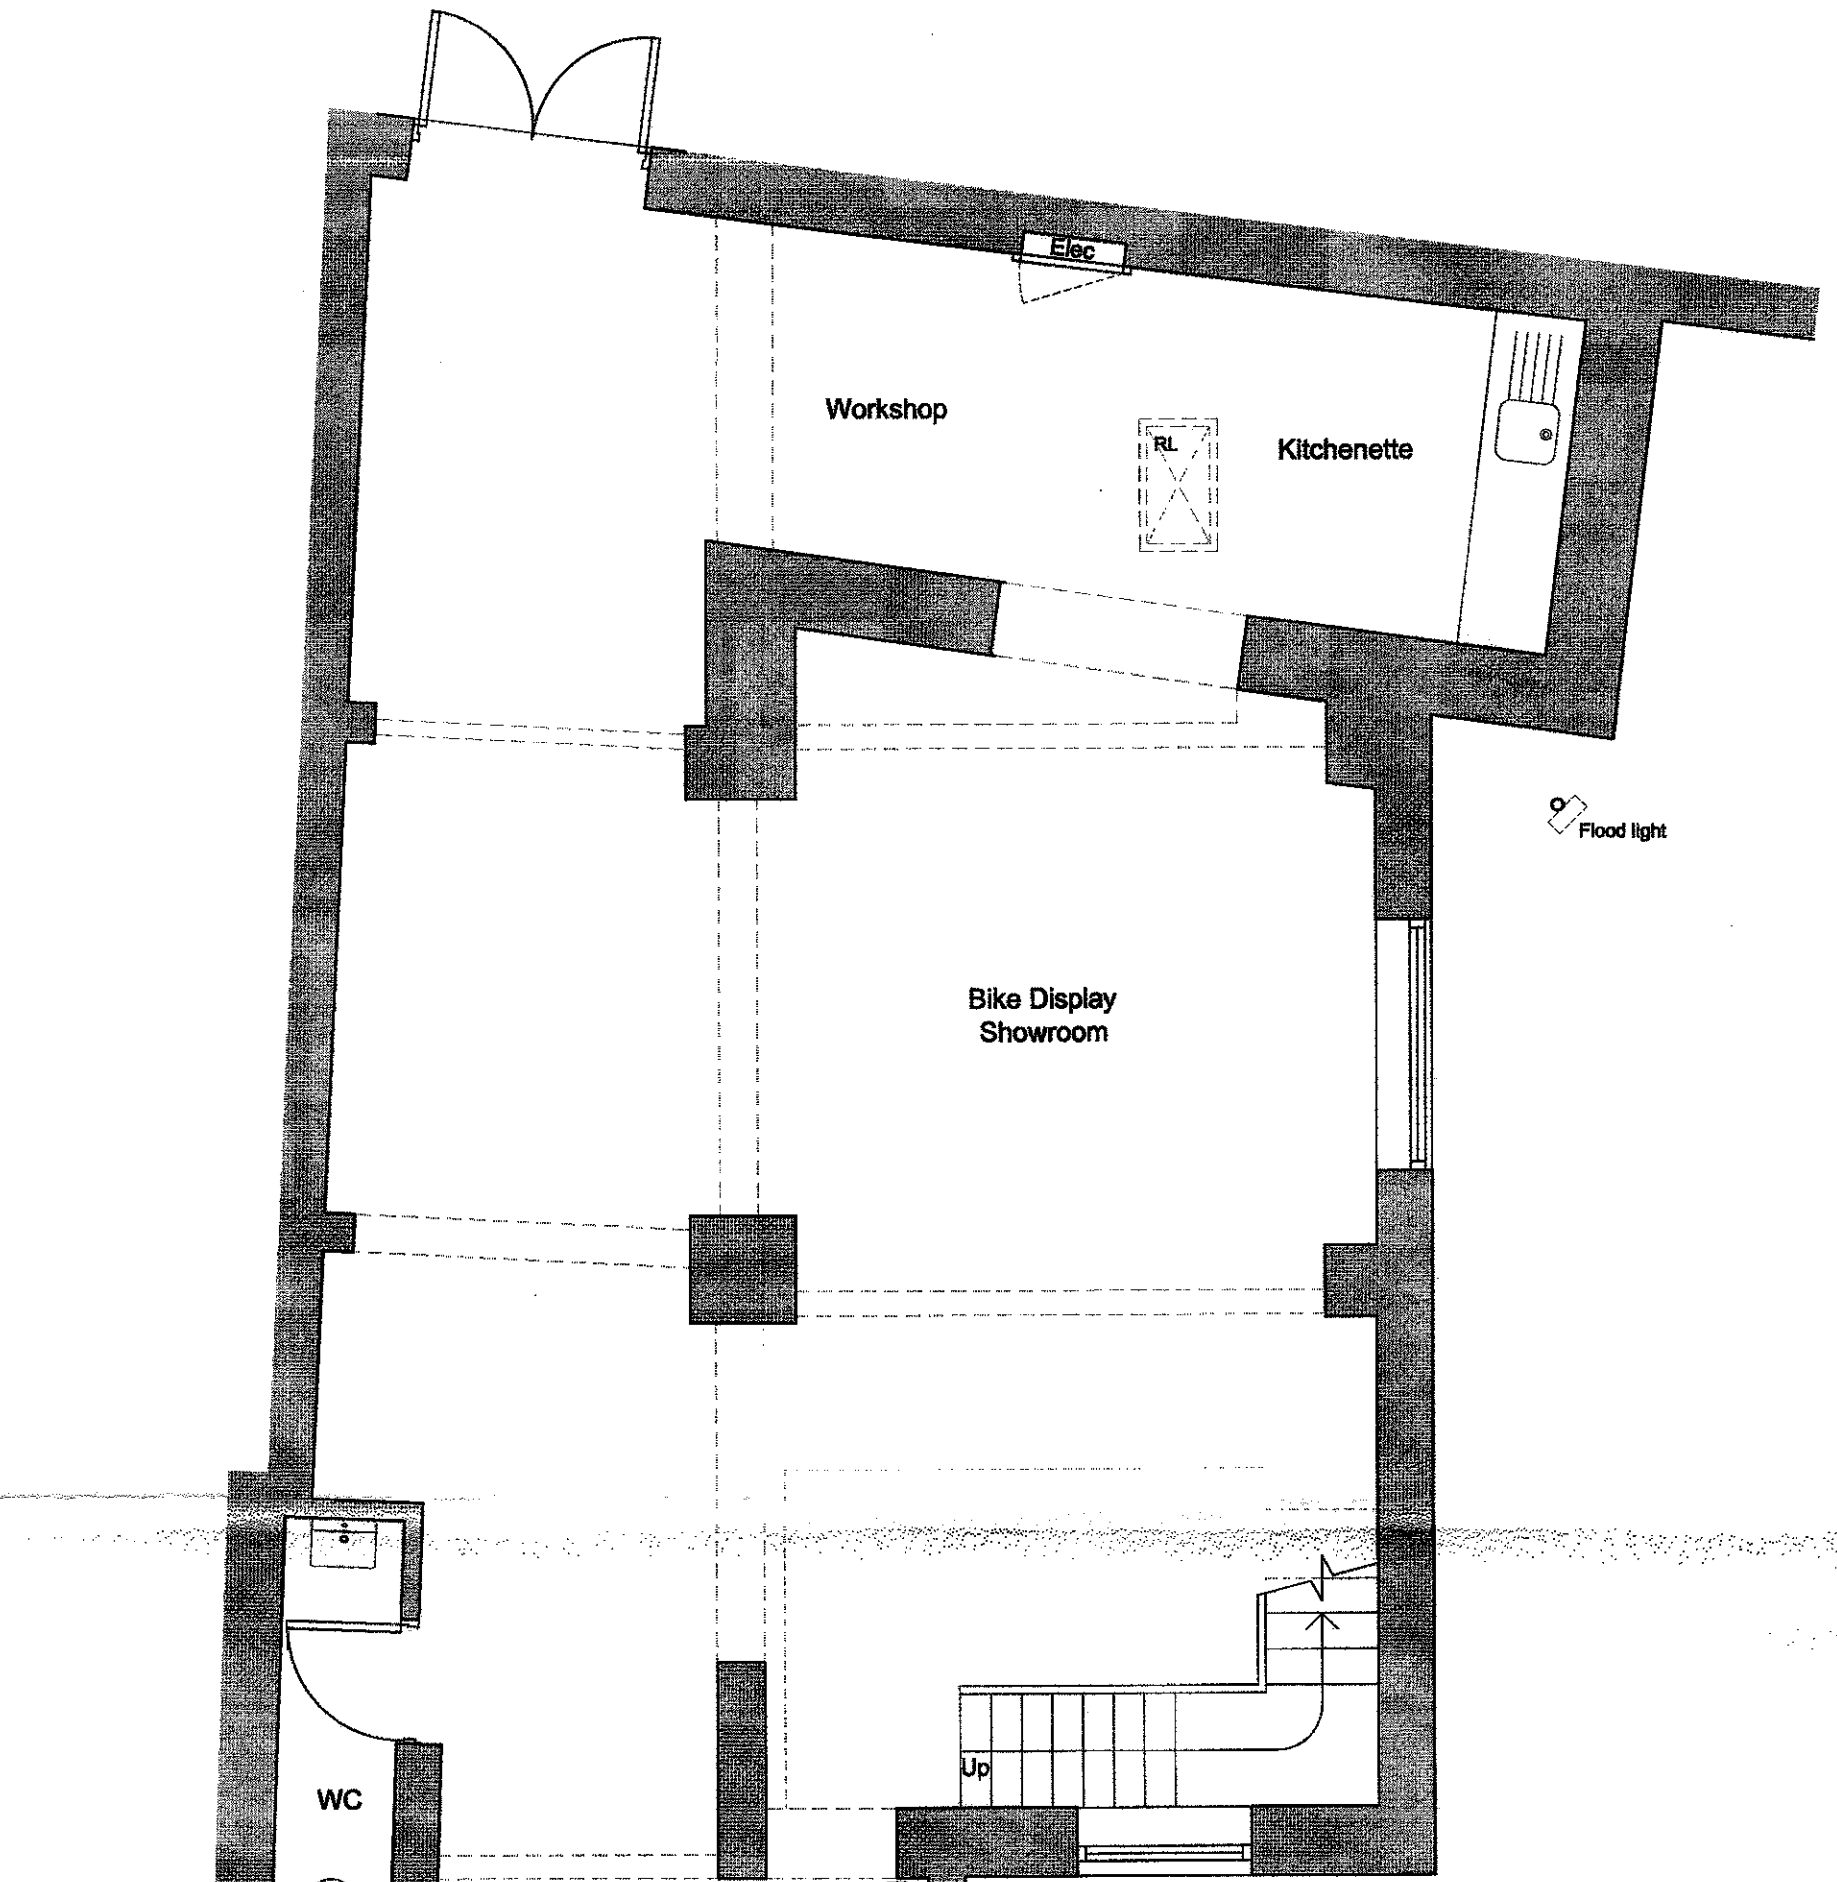 Elec
Workshop
RL
Kitchenette
Flood light
Bike Display
Showroom
Up
WC